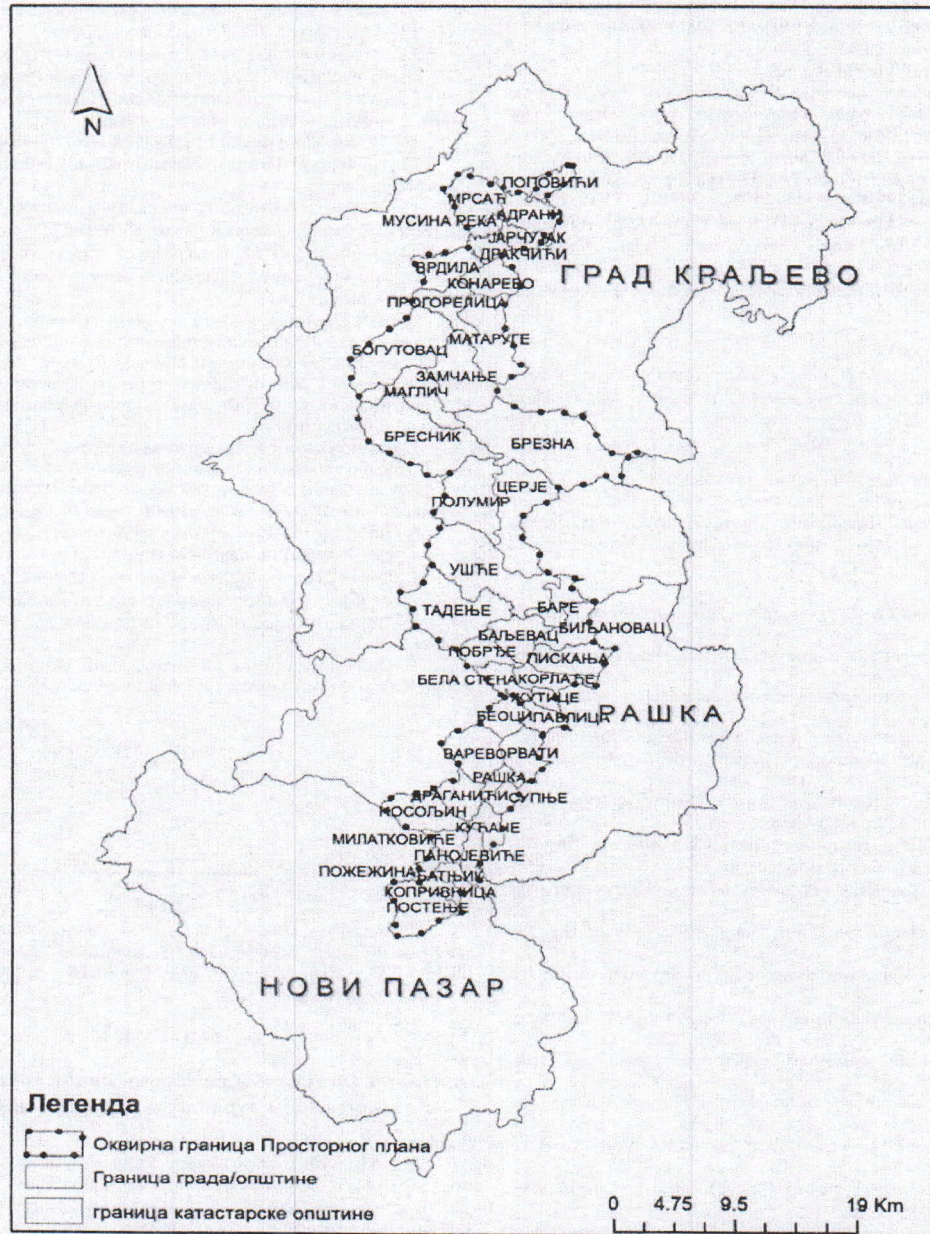 N
ПОПОВИЋИ
МРСАЋ
АДРАНИ
МУСИНА РЕКА
ЈАРЧУЈАК
ДРАКЧИЋИ
ВРДИЛА
ГРАД КРАЉЕВО
КОНАРЕВО
ПРОГОРЕЛИЦА
МАТАРУГЕ
БОГУТОВАЦ
ЗАМЧАЊЕ
МАГЛИЧ
БРЕСНИК
БРЕЗНА
ЦЕРЈЕ
ПОЛУМИР
УШЋЕ
ТАДЕЊЕ
БАРЕ
БИЉАНОВАЦ
БАЉЕВАЦ
ПОБРЂЕ
ПИСКАЊА
БЕЛА СТЕНА
КОРЛАЋЕ
ЖУТИЦЕ
БЕОЦИ
ПАВЛИЦА
РАШКА
ВАРЕВО
РВАТИ
РАШКА
ДРАГАНИЋИ
СУПЊЕ
ПОСОЉИН
КУЋАНЕ
МИЛАТКОВИЋЕ
ПАНОЈЕВИЋЕ
ПОЖЕЖИНА
БАТЊИК
КОПРИВНИЦА
ПОСТЕЊЕ
НОВИ ПАЗАР
Легенда
Оквирна граница Просторног плана
Граница града/општине
граница катастарске општине
0 4.75 9.5 19 Km